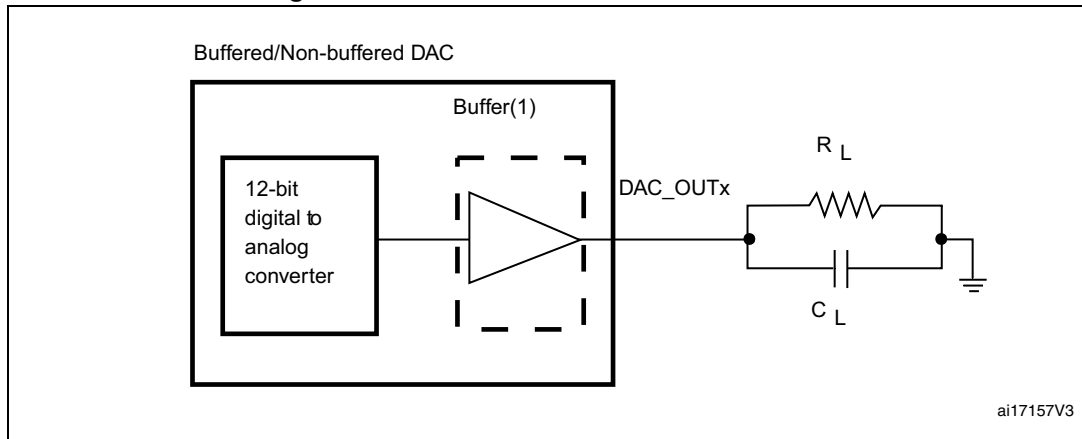 Buffered/Non-buffered DAC
Buffer(1)
12-bit
digital to
analog
converter
DAC_OUTx
R L
C L
ai17157V3